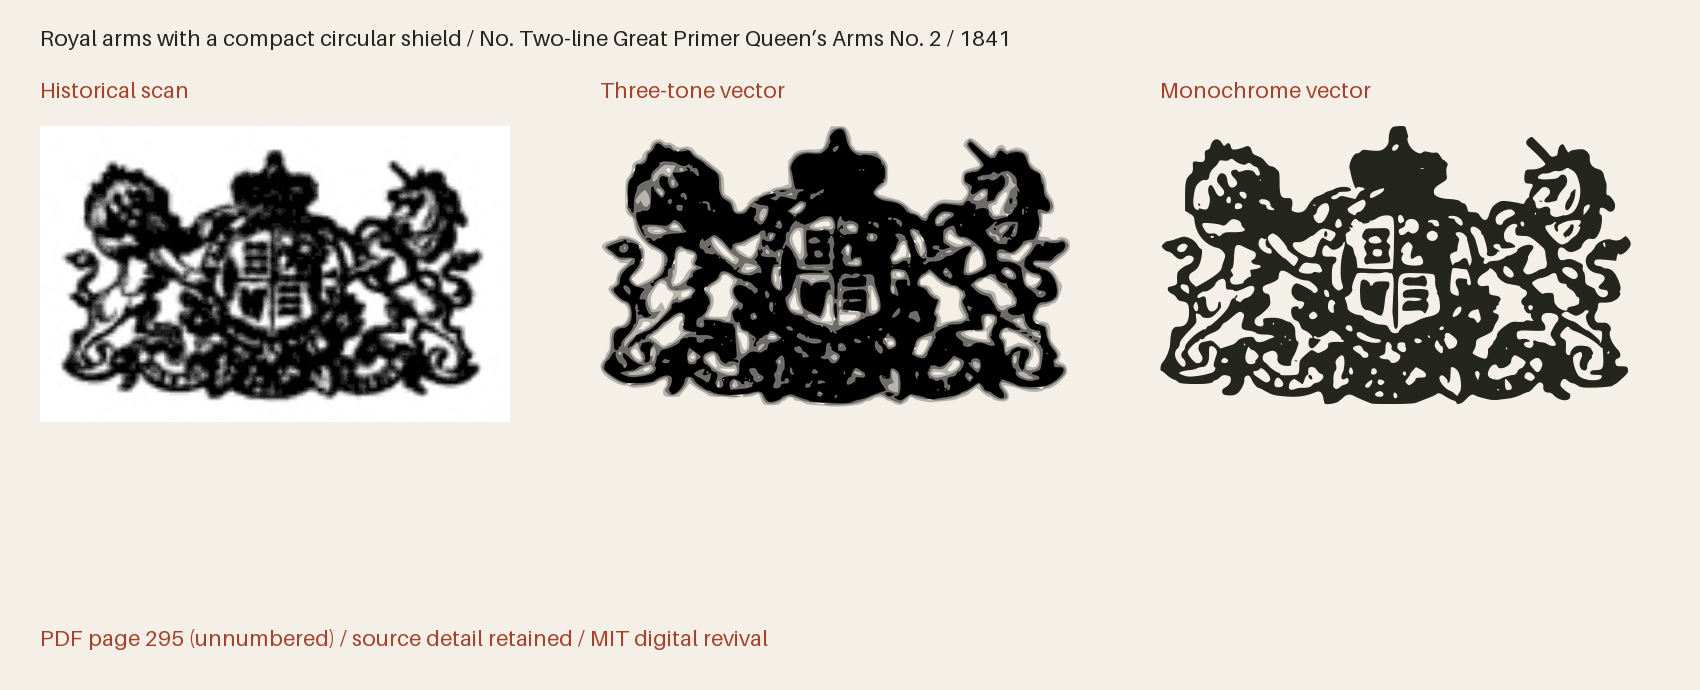 Royal arms with a compact circular shield / No. Two-line Great Primer Queen’s Arms No. 2 / 1841
Historical scan
Three-tone vector
Monochrome vector
PDF page 295 (unnumbered) / source detail retained / MIT digital revival